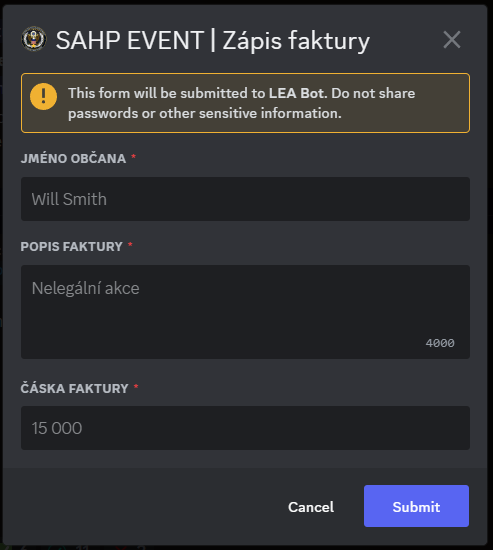 SAHP EVENT | Zápis faktury
This form will be submitted to LEA Bot. Do not share
passwords or other sensitive information.
JMÉNO OBČANA *
Will Smith
POPIS FAKTURY *
Nelegální akce
4000
ČÁSKA FAKTURY *
15 000
Cancel
Submit